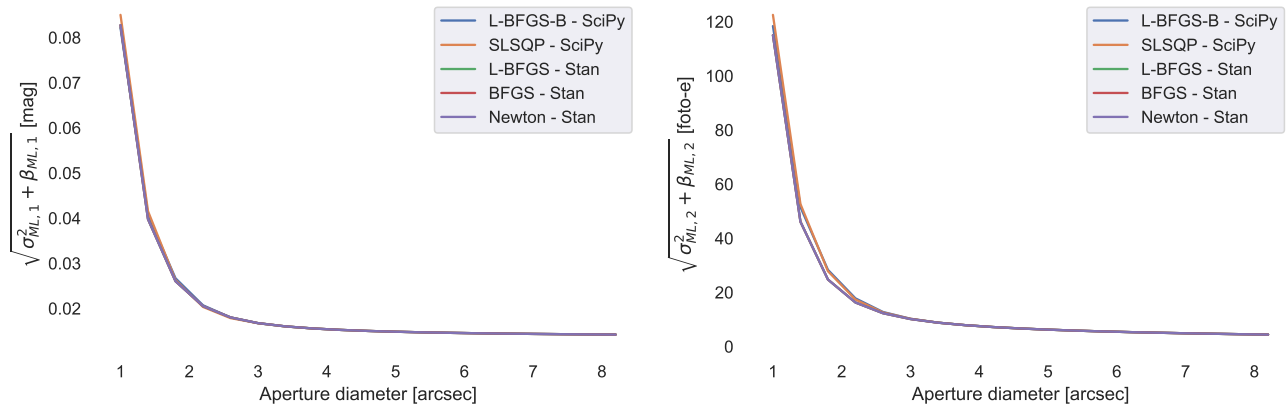 0.08
0.07
0.06
0.05
0.04
0.03
0.02
1 2 3 4 5 6 7 8
Aperture diameter [arcsec]
√σ²ML, 1 + βML, 1 [mag]
L-BFGS-B - SciPy
SLSQP - SciPy
L-BFGS - Stan
BFGS - Stan
Newton - Stan
120
100
80
60
40
20
0
1 2 3 4 5 6 7 8
Aperture diameter [arcsec]
√σ²ML, 2 + βML, 2 [foto-e]
L-BFGS-B - SciPy
SLSQP - SciPy
L-BFGS - Stan
BFGS - Stan
Newton - Stan